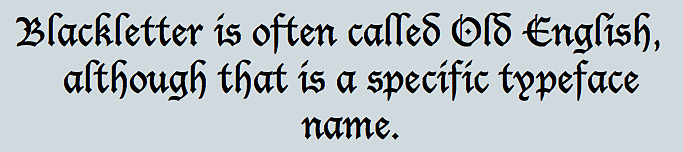 Blackletter is often called Old English,
although that is a specific typeface
name.